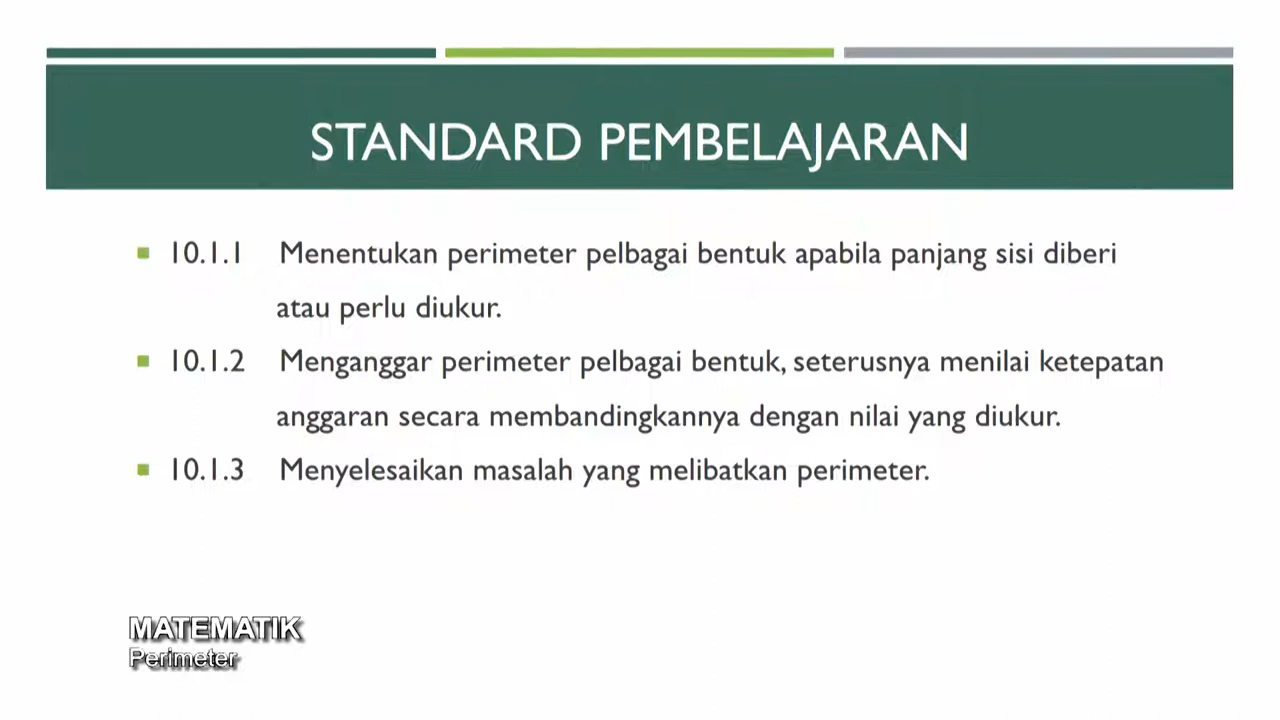 STANDARD PEMBELAJARAN
10.1.1 Menentukan perimeter pelbagai bentuk apabila panjang sisi diberi
atau perlu diukur.
10.1.2 Menganggar perimeter pelbagai bentuk, seterusnya menilai ketepatan
anggaran secara membandingkannya dengan nilai yang diukur.
10.1.3 Menyelesaikan masalah yang melibatkan perimeter.
MATEMATIK
Perimeter